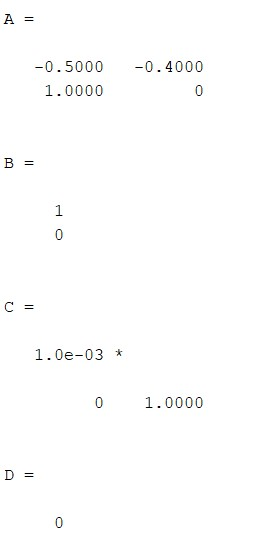 A =
-0.5000 -0.4000
1.0000 0
B =
1
0
C =
1.0e-03 *
0 1.0000
D =
0